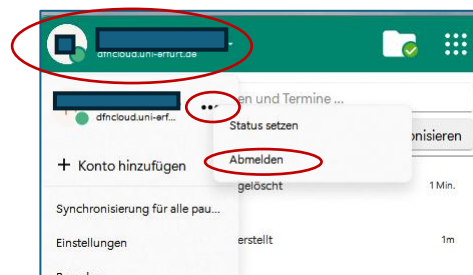 dfncloud.uni-erfurt.de
en und Termine ...
dfncloud.uni-erf...
Status setzen
onisieren
Abmelden
+ Konto hinzufügen
gelöscht
1 Min.
Synchronisierung für alle pau...
Einstellungen
erstellt
1m